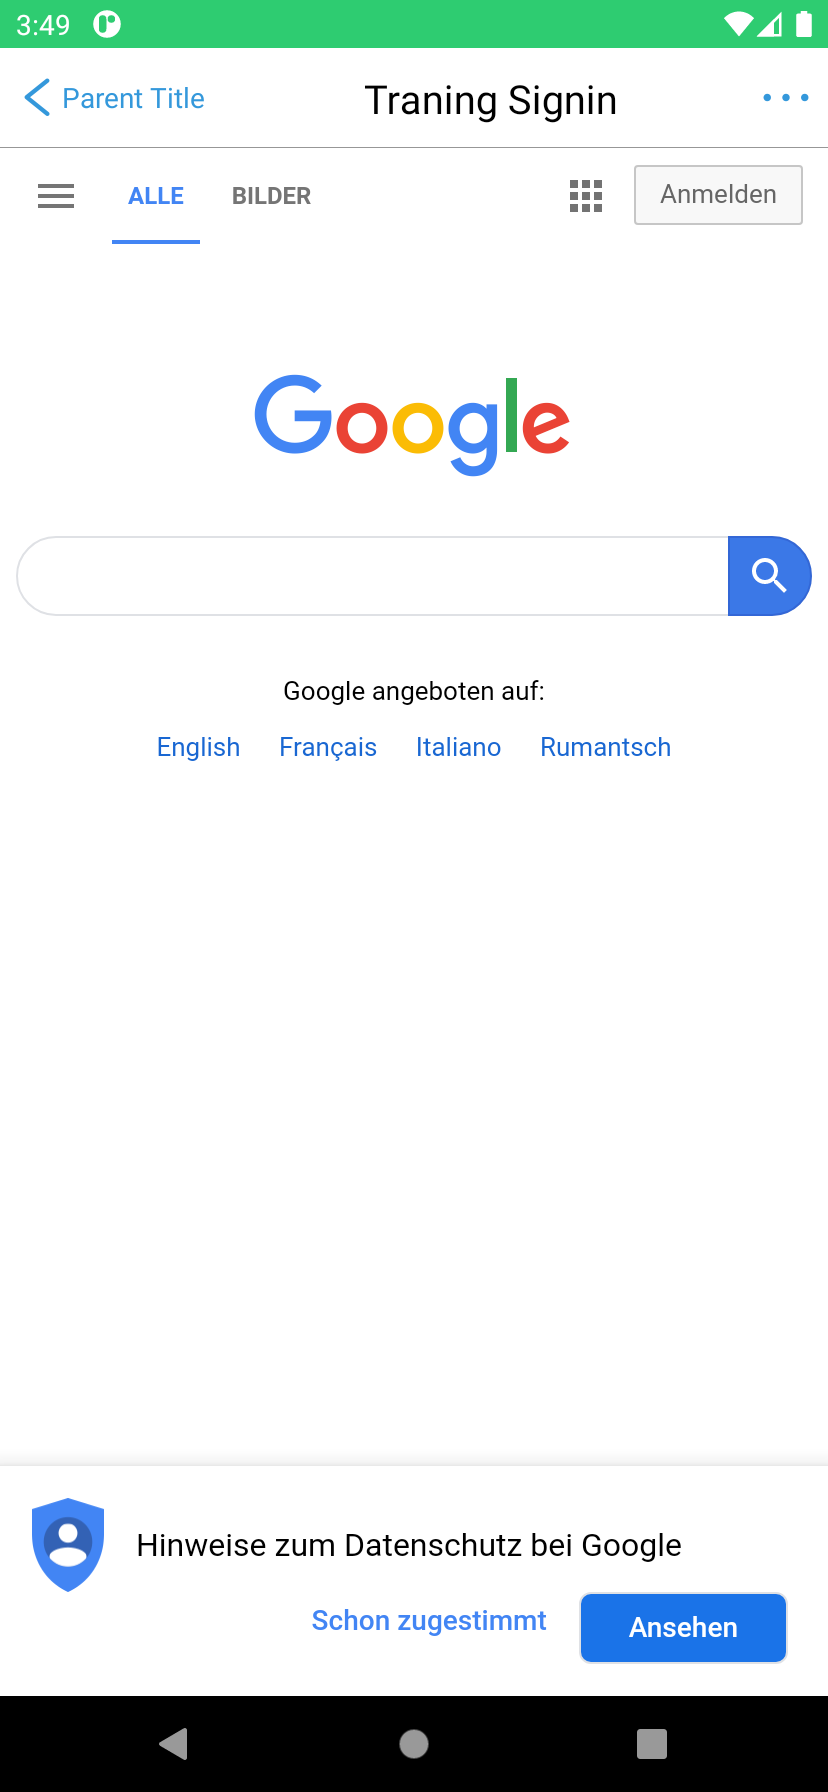 3:49
Parent Title
Traning Signin
ALLE BILDER
Anmelden
Google
Google angeboten auf:
English Français Italiano Rumantsch
Hinweise zum Datenschutz bei Google
Schon zugestimmt
Ansehen